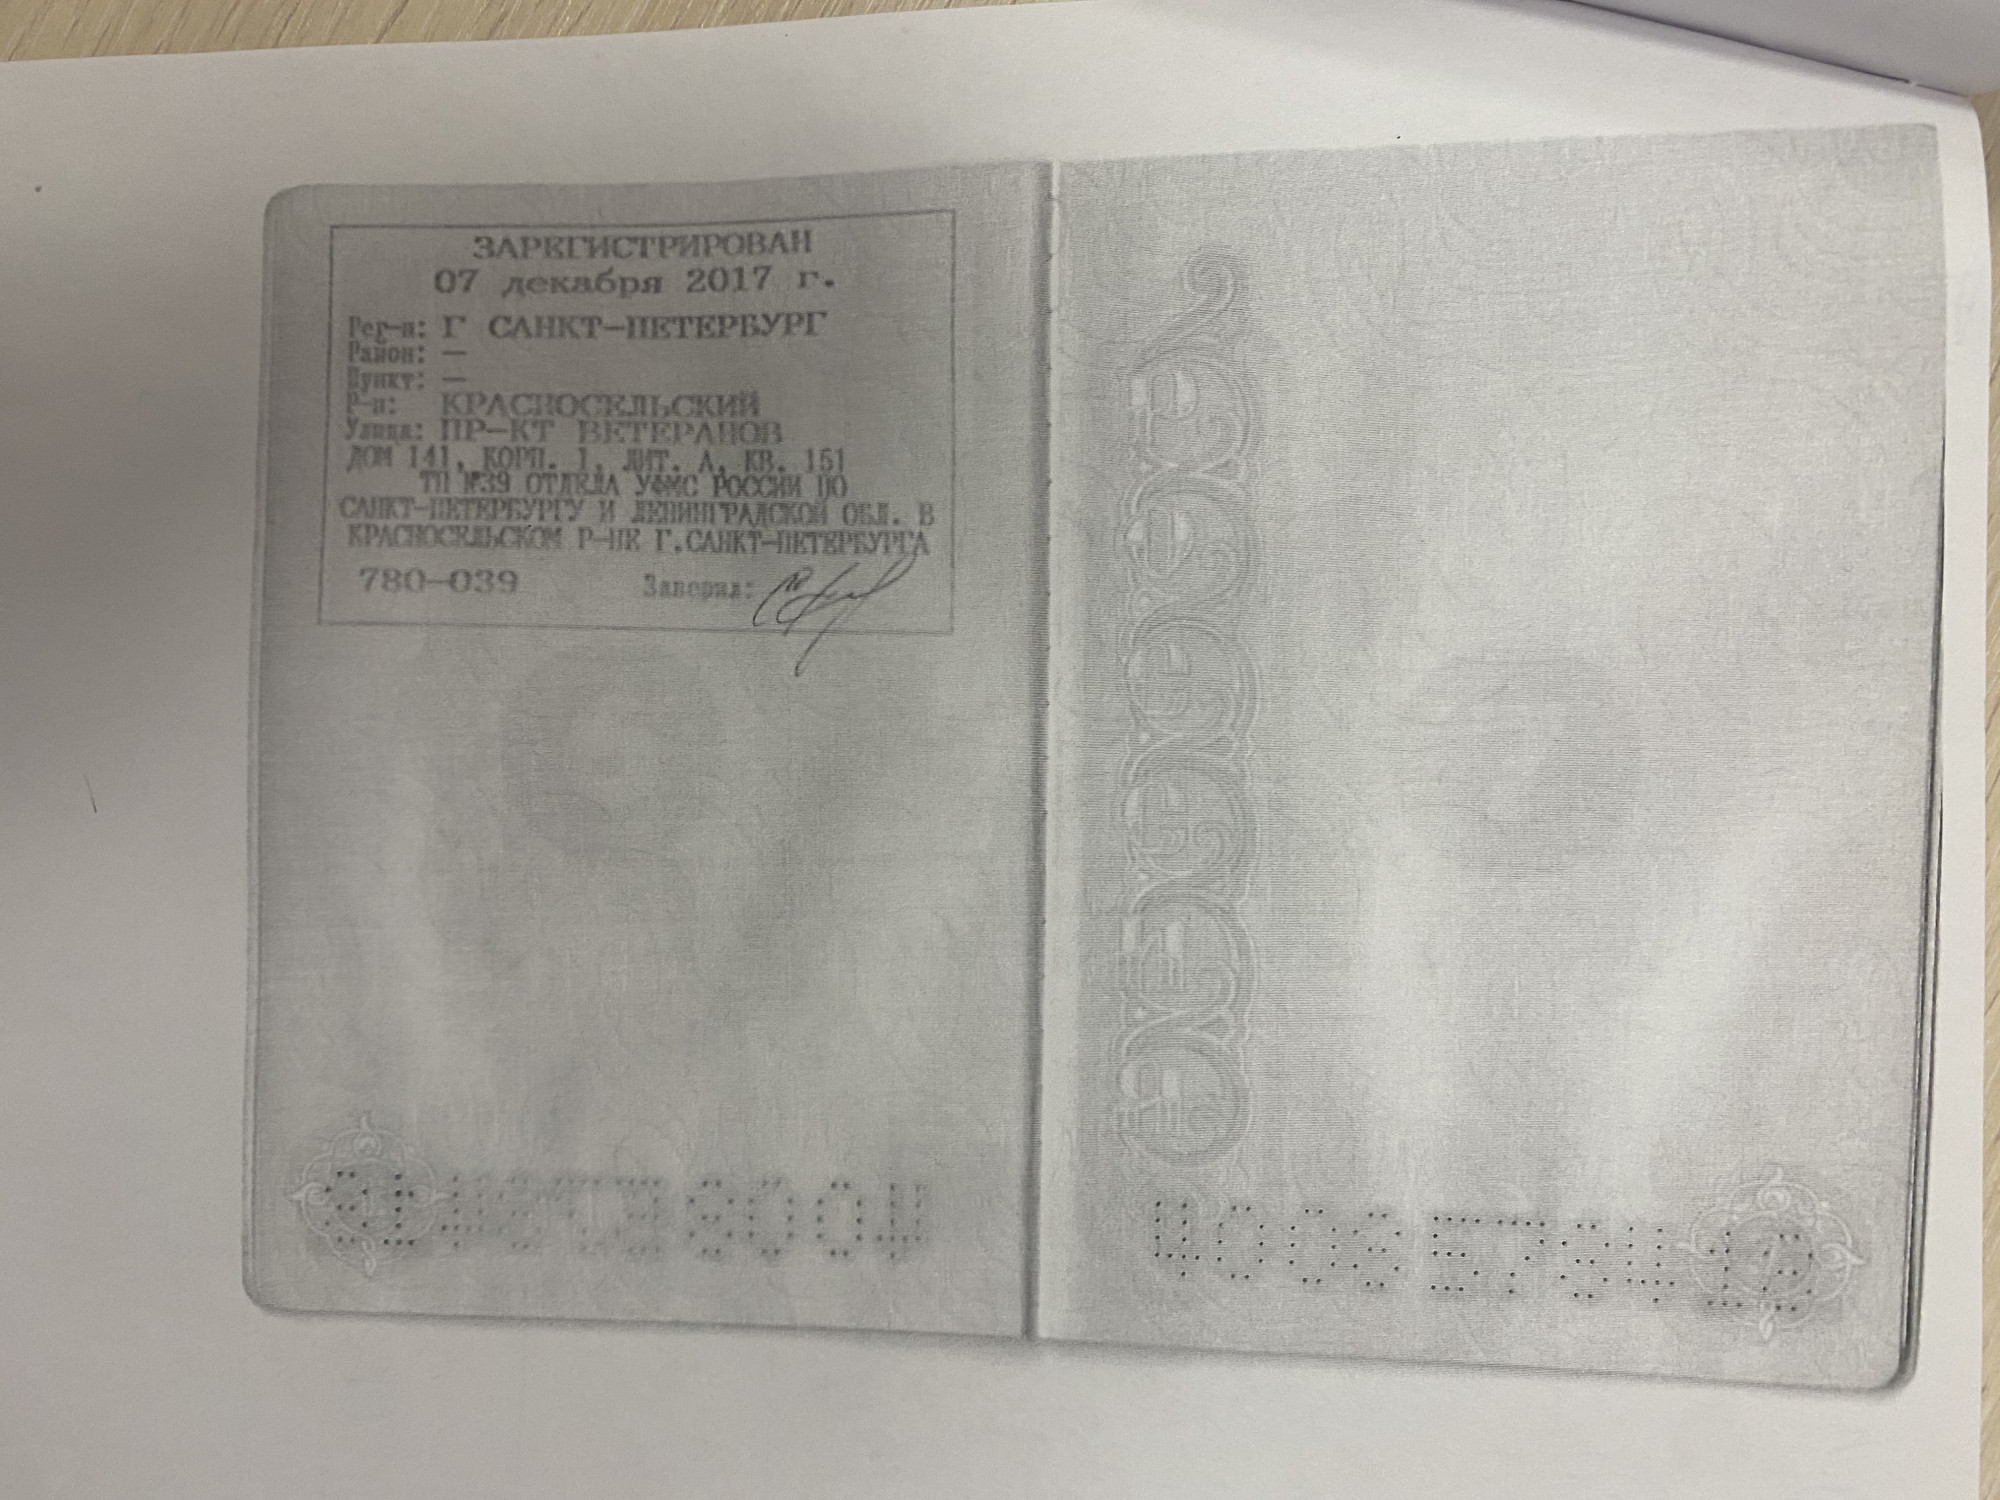 ЗАРЕГИСТРИРОВАН
07 декабря 2017 г.
Рег-н: Г САНКТ-ПЕТЕРБУРГ
Район: —
Пункт: —
Р-н: КРАСНОСЕЛЬСКИЙ
Улица: ПР-КТ ВЕТЕРАНОВ
ДОМ 141, КОРП. 1, ЛИТ. А, КВ. 151
ТП №39 ОТДЕЛА УФМС РОССИИ ПО
САНКТ-ПЕТЕРБУРГУ И ЛЕНИНГРАДСКОЙ ОБЛ. В
КРАСНОСЕЛЬСКОМ Р-НЕ Г.САНКТ-ПЕТЕРБУРГА
780-039 Заверил: